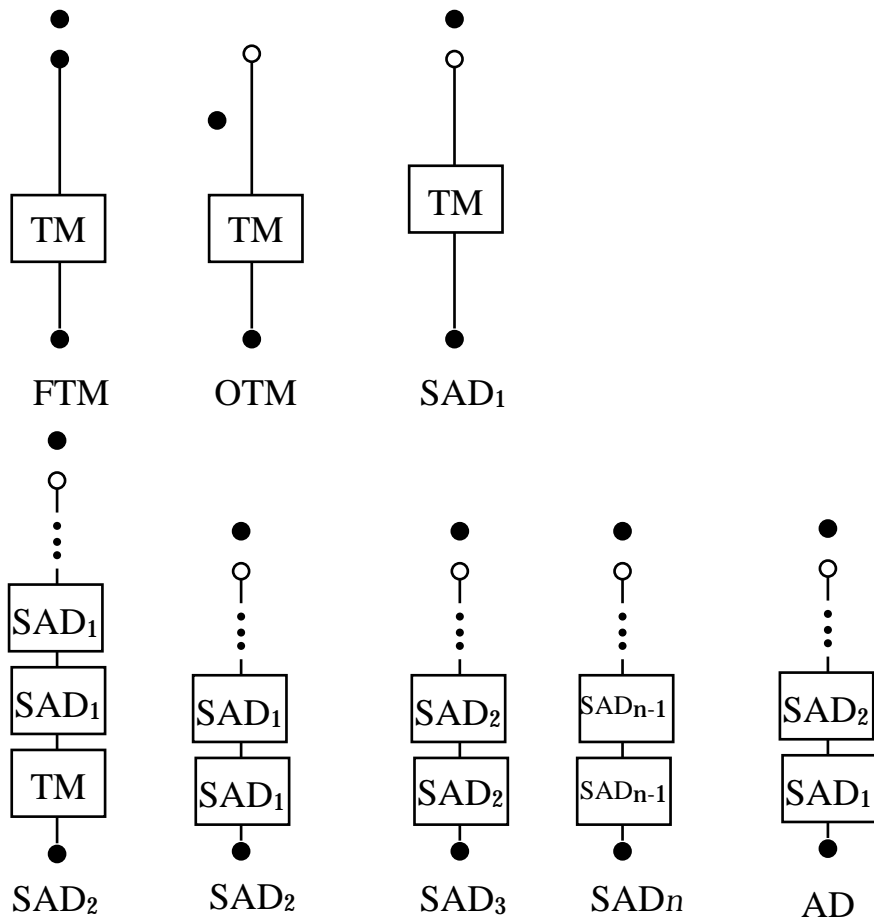 TM TM TM
FTM OTM SAD₁
SAD₁
SAD₁ SAD₁ SAD₂ SADₙ₋₁ SAD₂
TM SAD₁ SAD₂ SADₙ₋₁ SAD₁
SAD₂ SAD₂ SAD₃ SADn AD